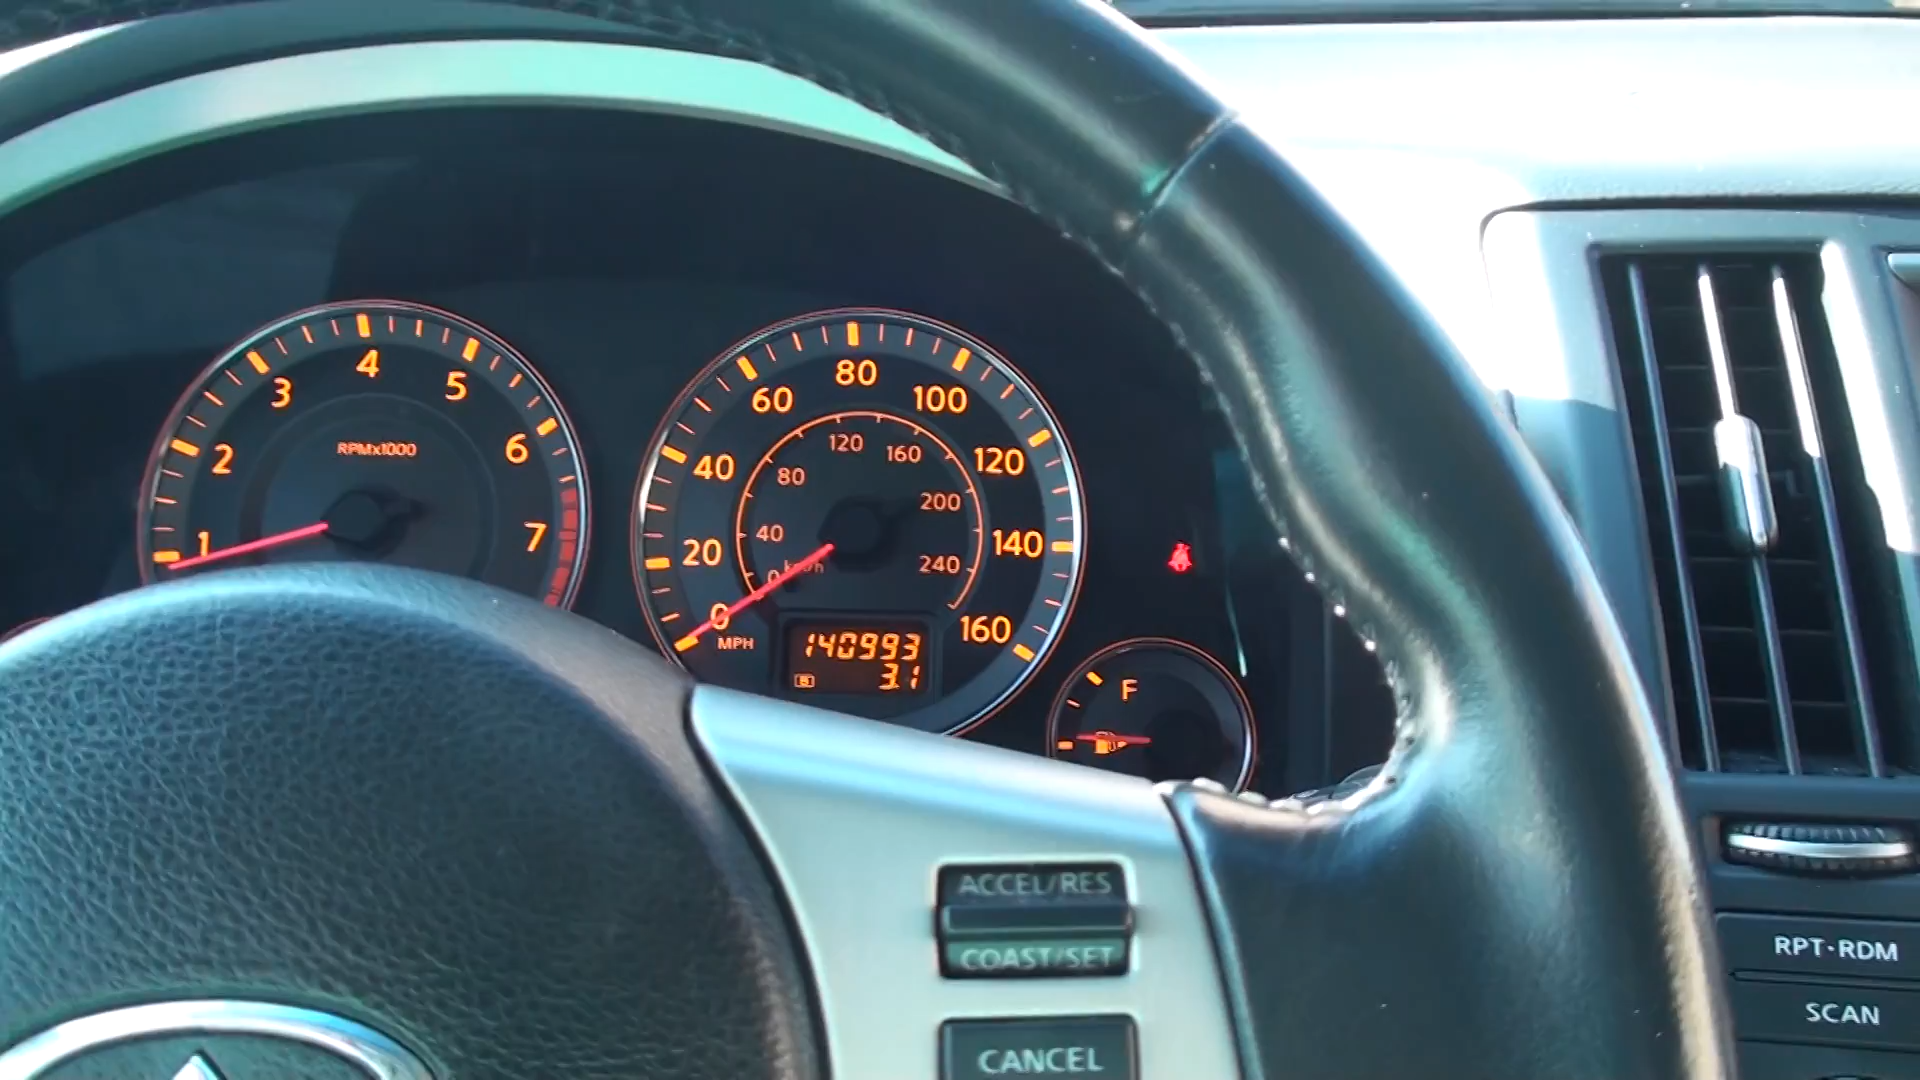 1
2
3
4
5
6
7
RPMx1000
0
20
40
60
80
100
120
140
160
MPH
0
40
80
120
160
200
240
km/h
140993
3.1
F
ACCEL/RES
COAST/SET
CANCEL
RPT·RDM
SCAN